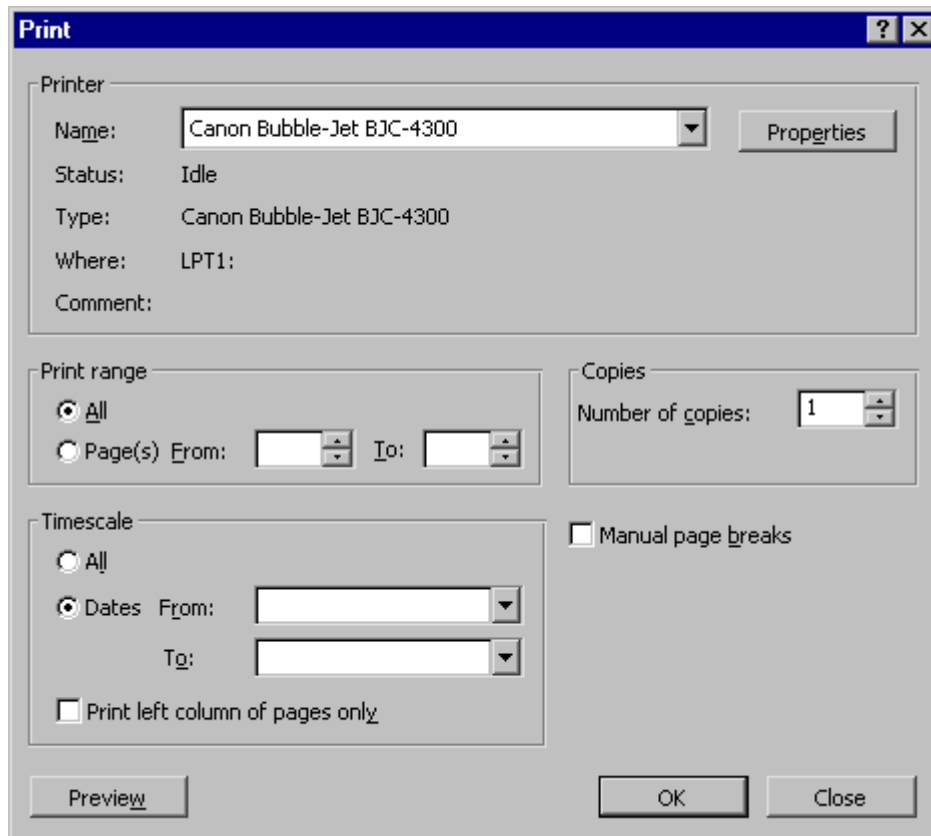 Print
Printer
Name: Canon Bubble-Jet BJC-4300 Properties
Status: Idle
Type: Canon Bubble-Jet BJC-4300
Where: LPT1:
Comment:
Print range
All
Page(s) From: To:
Copies
Number of copies: 1
Timescale
All
Dates From:
To:
Print left column of pages only
Manual page breaks
Preview OK Close